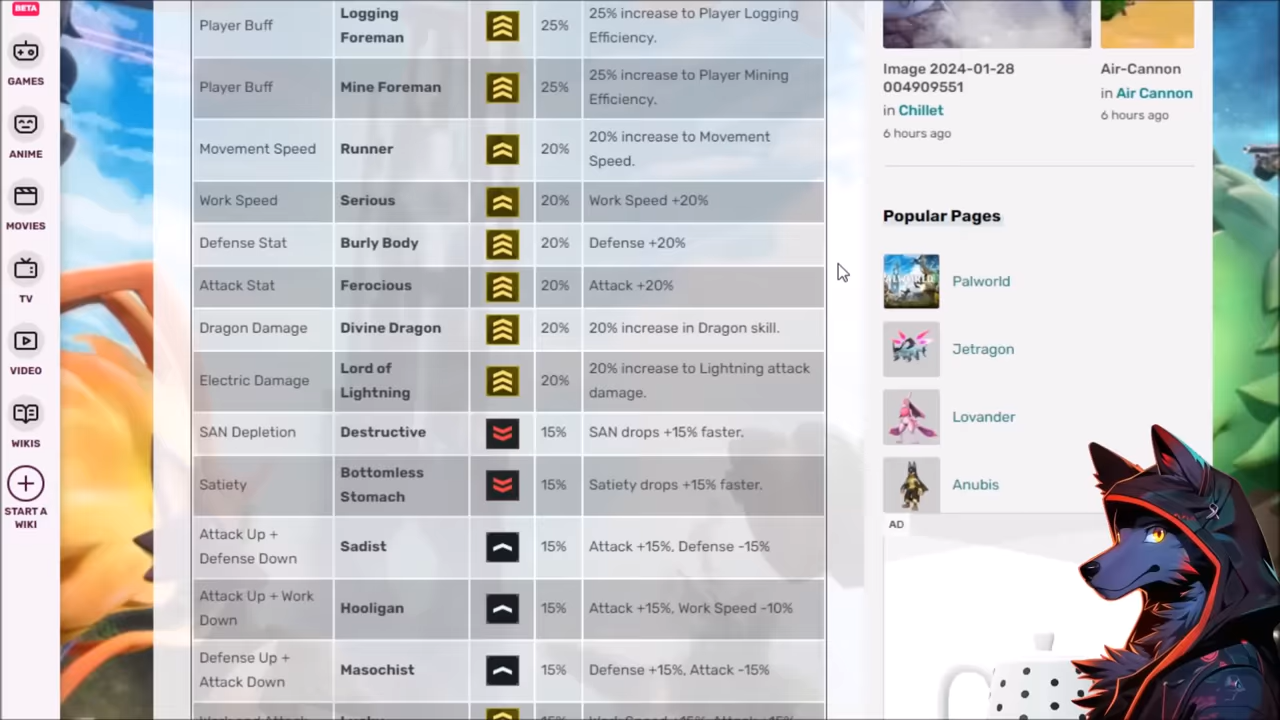 BETA
GAMES
ANIME
MOVIES
TV
VIDEO
WIKIS
START A
WIKI
Player Buff
Logging
Foreman
25%
25% increase to Player Logging
Efficiency.
Player Buff
Mine Foreman
25%
25% increase to Player Mining
Efficiency.
Movement Speed
Runner
20%
20% increase to Movement
Speed.
Work Speed
Serious
20%
Work Speed +20%
Defense Stat
Burly Body
20%
Defense +20%
Attack Stat
Ferocious
20%
Attack +20%
Dragon Damage
Divine Dragon
20%
20% increase in Dragon skill.
Electric Damage
Lord of
Lightning
20%
20% increase to Lightning attack
damage.
SAN Depletion
Destructive
15%
SAN drops +15% faster.
Satiety
Bottomless
Stomach
15%
Satiety drops +15% faster.
Attack Up +
Defense Down
Sadist
15%
Attack +15%, Defense -15%
Attack Up + Work
Down
Hooligan
15%
Attack +15%, Work Speed -10%
Defense Up +
Attack Down
Masochist
15%
Defense +15%, Attack -15%
Image 2024-01-28
004909551
in Chillet
6 hours ago
Air-Cannon
in Air Cannon
6 hours ago
Popular Pages
Palworld
Jetragon
Lovander
Anubis
AD